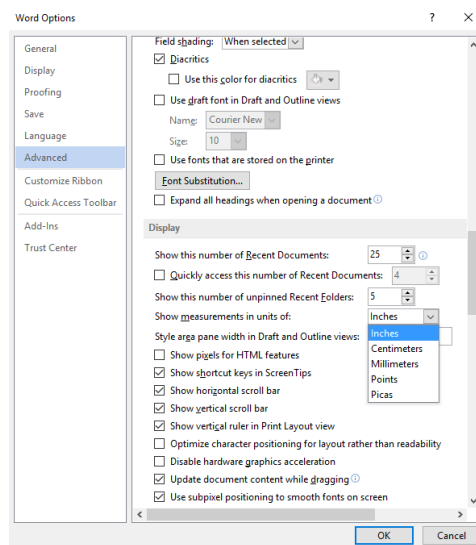 Word Options
?
General
Display
Proofing
Save
Language
Advanced
Customize Ribbon
Quick Access Toolbar
Add-Ins
Trust Center
Field shading: When selected
Diacritics
Use this color for diacritics
Use draft font in Draft and Outline views
Name: Courier New
Size: 10
Use fonts that are stored on the printer
Font Substitution...
Expand all headings when opening a document
Display
Show this number of Recent Documents: 25
Quickly access this number of Recent Documents: 4
Show this number of unpinned Recent Folders: 5
Show measurements in units of: Inches
Style area pane width in Draft and Outline views:
Inches
Centimeters
Millimeters
Points
Picas
Show pixels for HTML features
Show shortcut keys in ScreenTips
Show horizontal scroll bar
Show vertical scroll bar
Show vertical ruler in Print Layout view
Optimize character positioning for layout rather than readability
Disable hardware graphics acceleration
Update document content while dragging
Use subpixel positioning to smooth fonts on screen
OK
Cancel